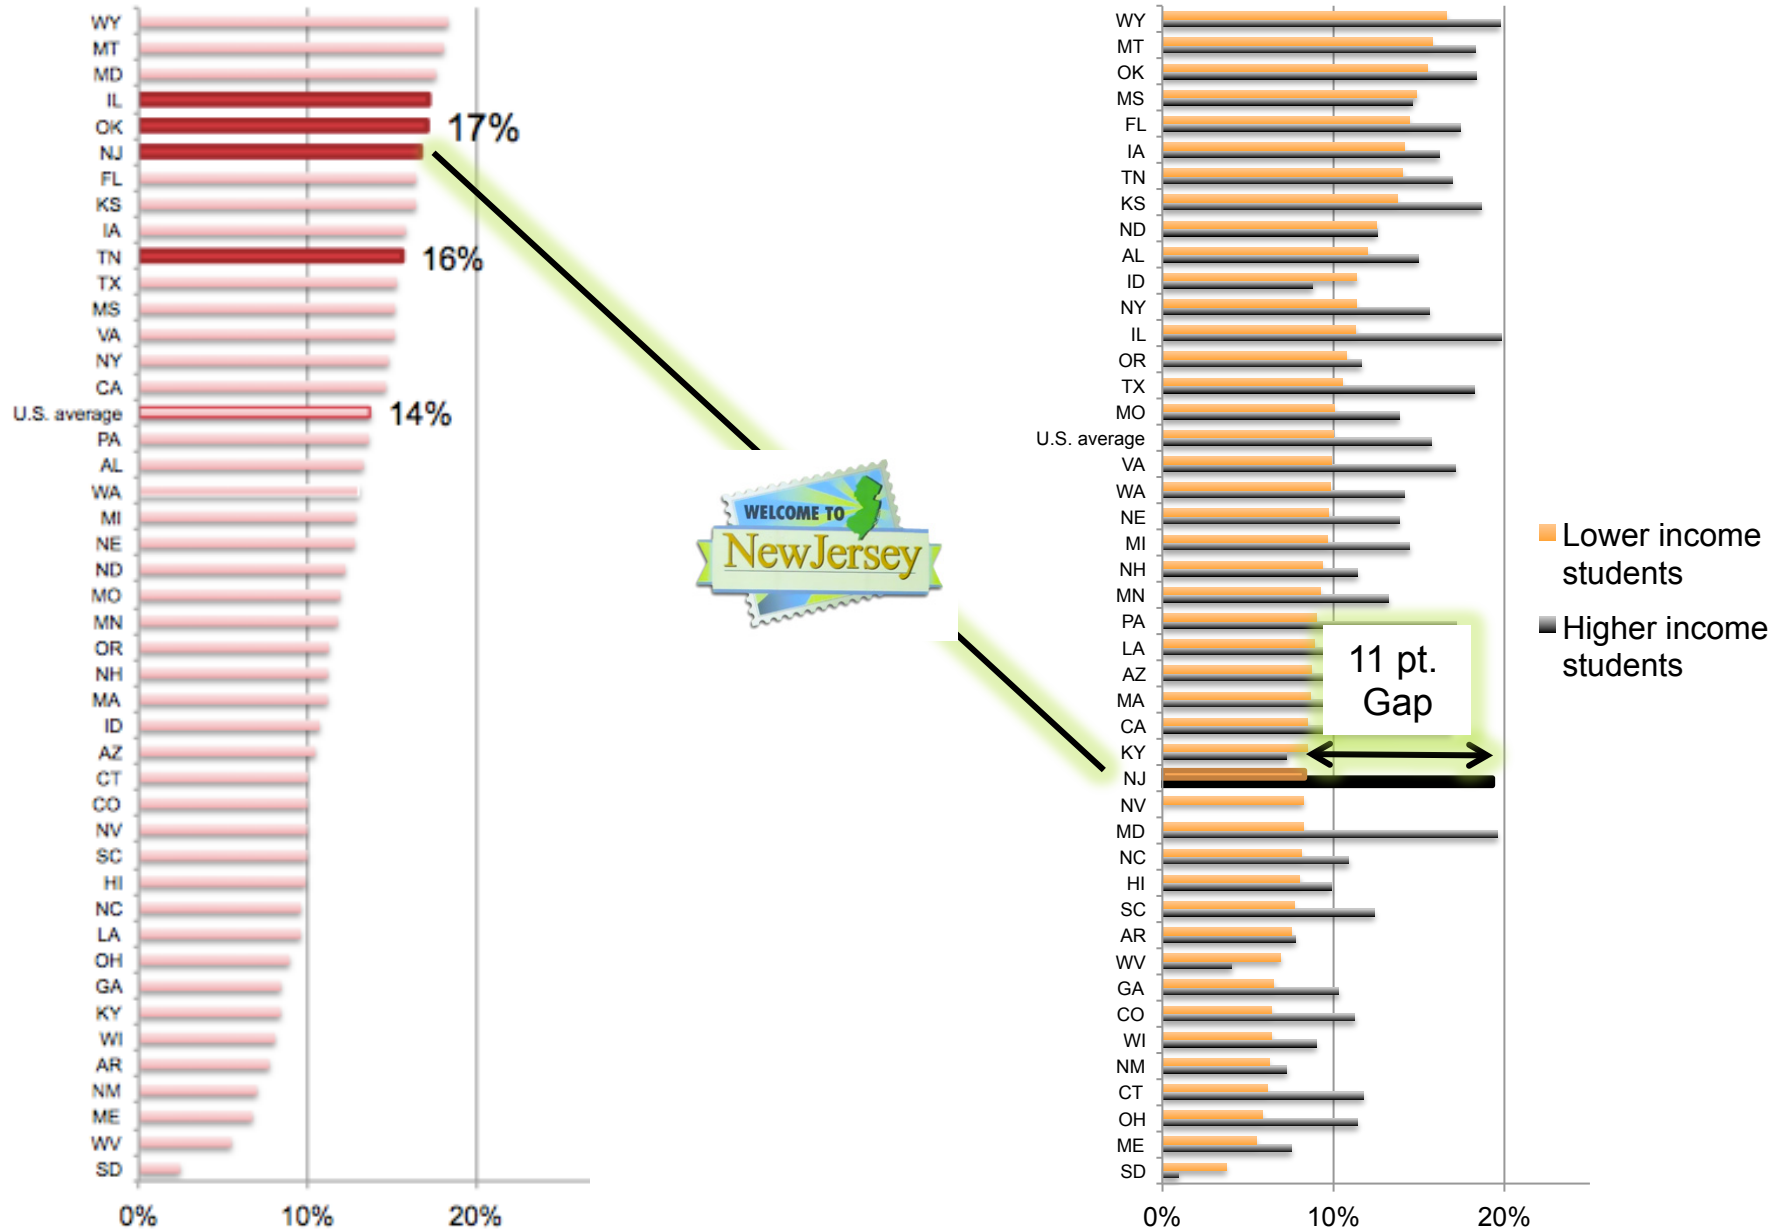 WY
MT
MD
IL
OK
NJ
FL
KS
IA
TN
TX
MS
VA
NY
CA
U.S. average
PA
AL
WA
MI
NE
ND
MO
MN
OR
NH
MA
ID
AZ
CT
CO
NV
SC
HI
NC
LA
OH
GA
KY
WI
AR
NM
ME
WV
SD
17%
16%
14%
0%
10%
20%
WELCOME TO
New Jersey
WY
MT
OK
MS
FL
IA
TN
KS
ND
AL
ID
NY
IL
OR
TX
MO
U.S. average
VA
WA
NE
MI
NH
MN
PA
LA
AZ
MA
CA
KY
NJ
NV
MD
NC
HI
SC
AR
WV
GA
CO
WI
NM
CT
OH
ME
SD
0%
10%
20%
11 pt.
Gap
Lower income
students
Higher income
students